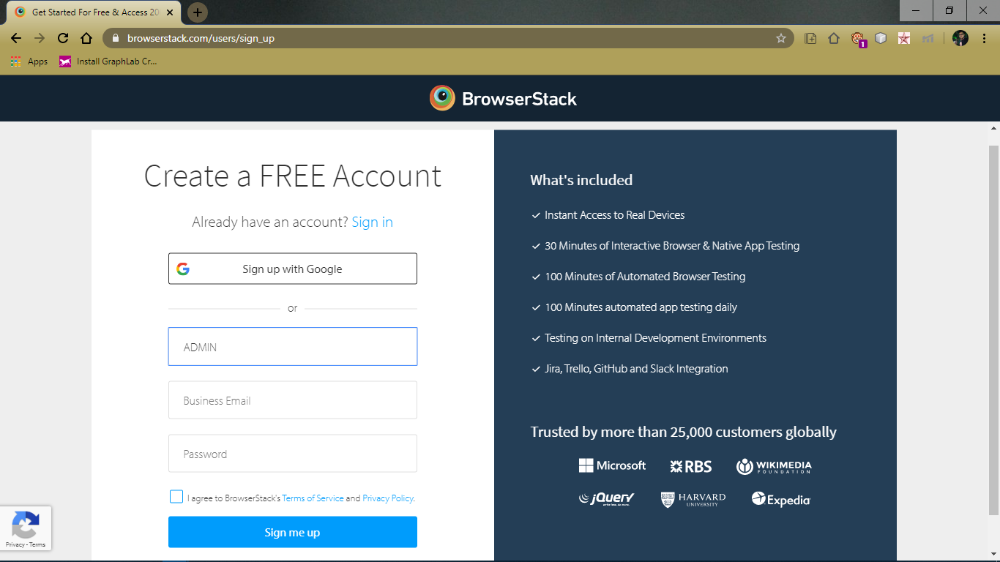 Get Started For Free & Access 20
browserstack.com/users/sign_up
1
Apps
Install GraphLab Cr...
BrowserStack
Create a FREE Account
Already have an account? Sign in
Sign up with Google
or
ADMIN
Business Email
Password
I agree to BrowserStack's Terms of Service and Privacy Policy.
Sign me up
Privacy - Terms
What's included
Instant Access to Real Devices
30 Minutes of Interactive Browser & Native App Testing
100 Minutes of Automated Browser Testing
100 Minutes automated app testing daily
Testing on Internal Development Environments
Jira, Trello, GitHub and Slack Integration
Trusted by more than 25,000 customers globally
Microsoft
RBS
WIKIMEDIA
FOUNDATION
jQuery
write less, do more.
HARVARD
UNIVERSITY
Expedia